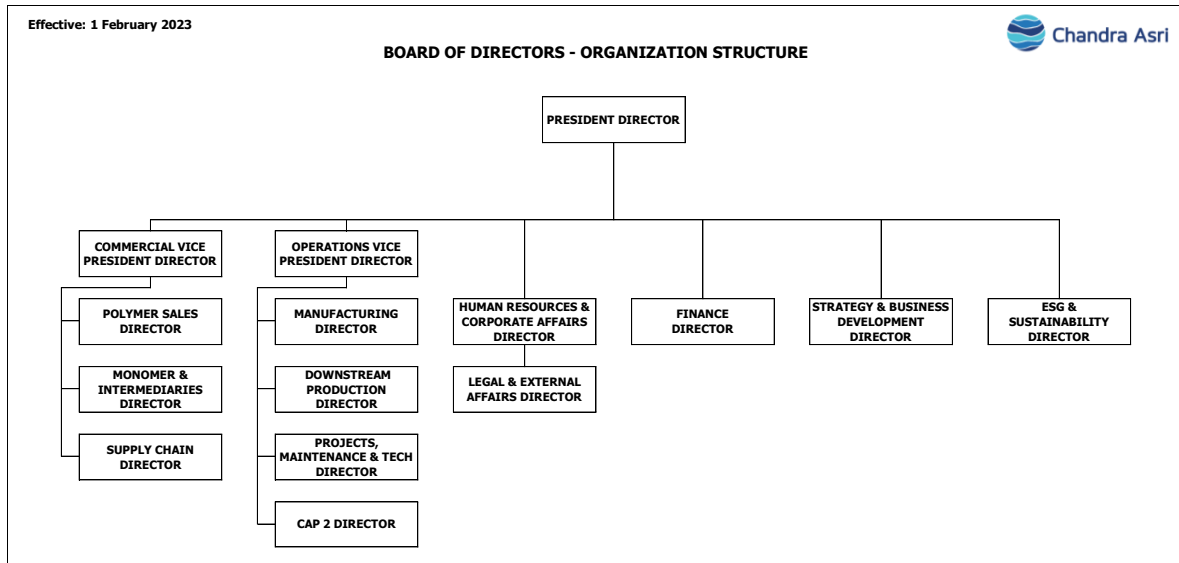 Effective: 1 February 2023
Chandra Asri
BOARD OF DIRECTORS - ORGANIZATION STRUCTURE
PRESIDENT DIRECTOR
COMMERCIAL VICE
PRESIDENT DIRECTOR
OPERATIONS VICE
PRESIDENT DIRECTOR
POLYMER SALES
DIRECTOR
MANUFACTURING
DIRECTOR
HUMAN RESOURCES &
CORPORATE AFFAIRS
DIRECTOR
FINANCE
DIRECTOR
STRATEGY & BUSINESS
DEVELOPMENT
DIRECTOR
ESG &
SUSTAINABILITY
DIRECTOR
MONOMER &
INTERMEDIARIES
DIRECTOR
DOWNSTREAM
PRODUCTION
DIRECTOR
LEGAL & EXTERNAL
AFFAIRS DIRECTOR
SUPPLY CHAIN
DIRECTOR
PROJECTS,
MAINTENANCE & TECH
DIRECTOR
CAP 2 DIRECTOR